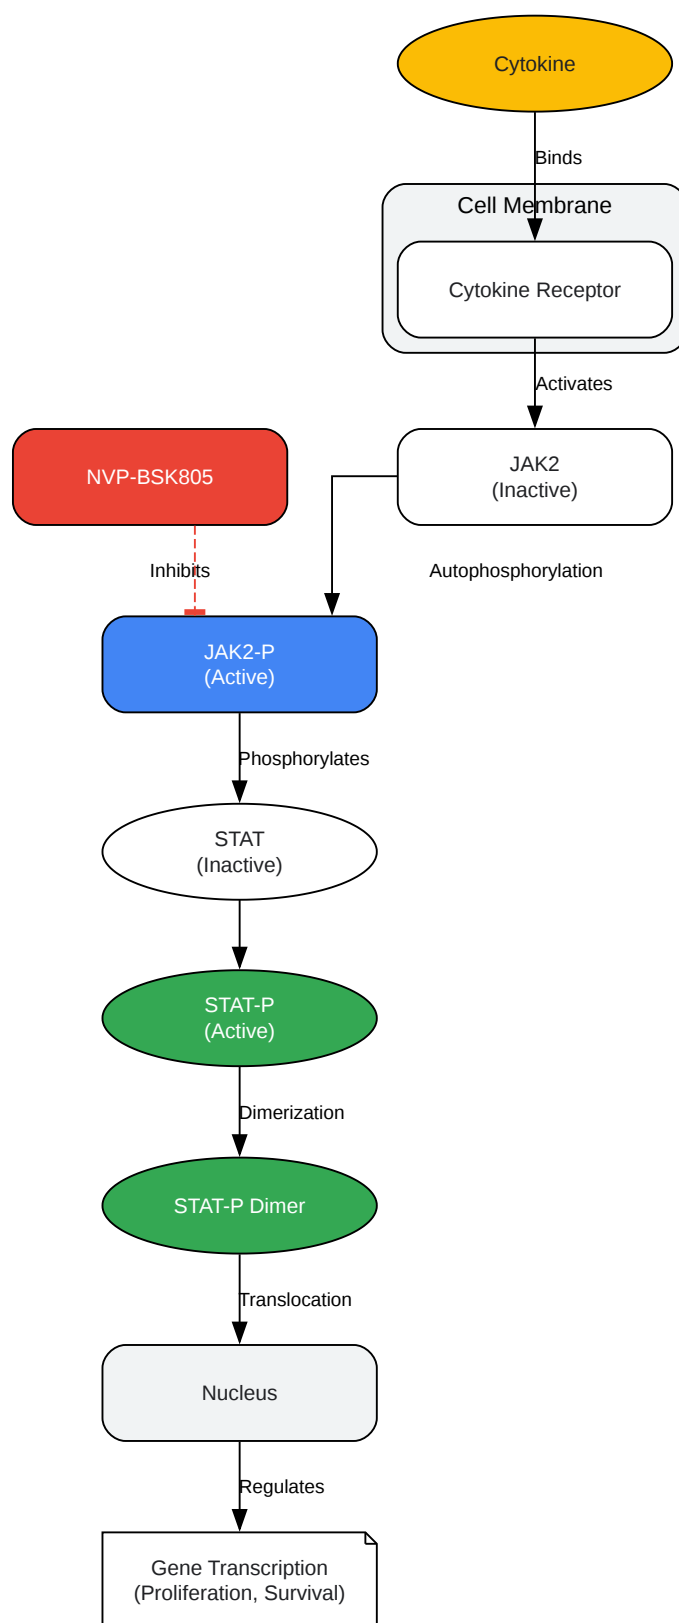 Cytokine
Binds
Cell Membrane
Cytokine Receptor
Activates
NVP-BSK805
JAK2
(Inactive)
Inhibits
Autophosphorylation
JAK2-P
(Active)
Phosphorylates
STAT
(Inactive)
STAT-P
(Active)
Dimerization
STAT-P Dimer
Translocation
Nucleus
Regulates
Gene Transcription
(Proliferation, Survival)